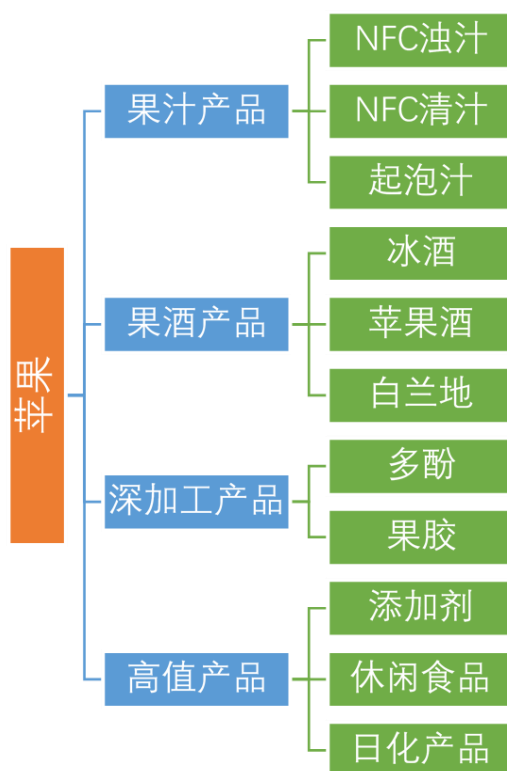 苹果
果汁产品
NFC浊汁
NFC清汁
起泡汁
果酒产品
冰酒
苹果酒
白兰地
深加工产品
多酚
果胶
高值产品
添加剂
休闲食品
日化产品